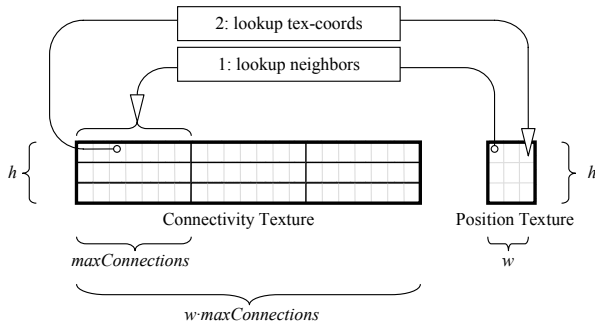 2: lookup tex-coords
1: lookup neighbors
h
h
Connectivity Texture
Position Texture
maxConnections
w
w·maxConnections